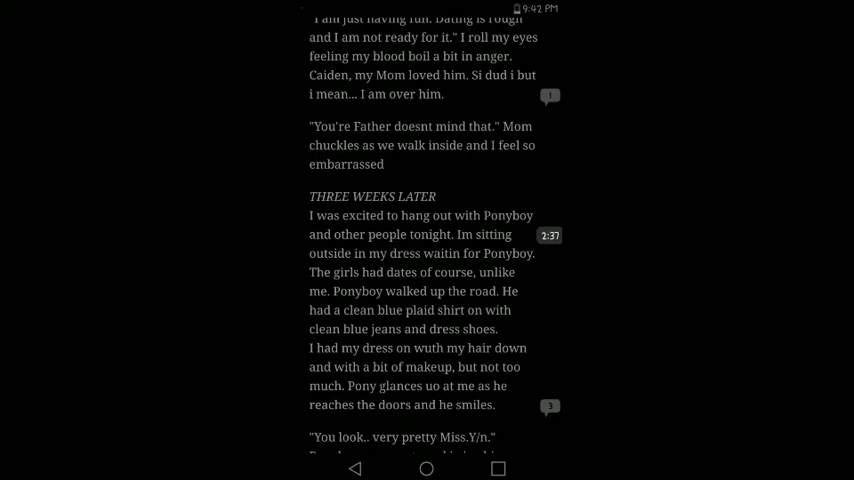 9:42 PM
"I am just having fun. Dating is rough
and I am not ready for it." I roll my eyes
feeling my blood boil a bit in anger.
Caiden, my Mom loved him. Si dud i but
i mean... I am over him.
1
"You're Father doesnt mind that." Mom
chuckles as we walk inside and I feel so
embarrassed
THREE WEEKS LATER
I was excited to hang out with Ponyboy
and other people tonight. Im sitting
2:37
outside in my dress waitin for Ponyboy.
The girls had dates of course, unlike
me. Ponyboy walked up the road. He
had a clean blue plaid shirt on with
clean blue jeans and dress shoes.
I had my dress on wuth my hair down
and with a bit of makeup, but not too
much. Pony glances uo at me as he
reaches the doors and he smiles.
3
"You look.. very pretty Miss.Y/n."